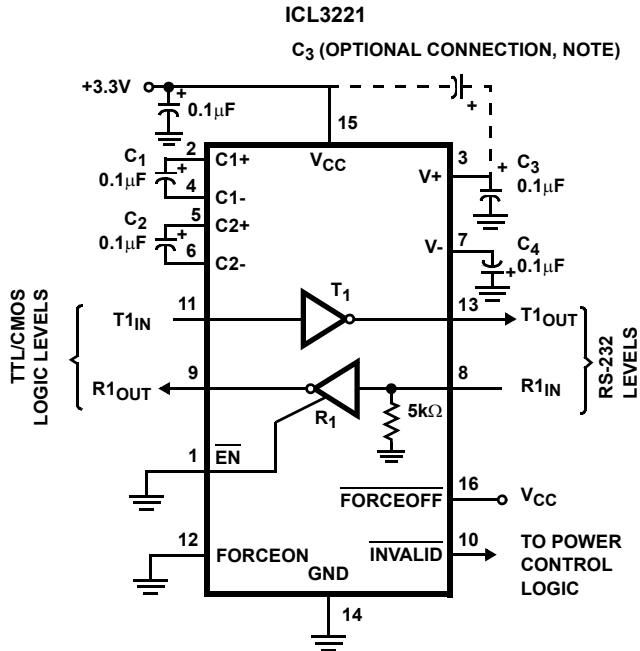 ICL3221
C3 (OPTIONAL CONNECTION, NOTE)
+3.3V
+
0.1μF
+
15
VCC
2
C1+
C1
0.1μF
+
4
C1-
5
C2+
C2
0.1μF
+
6
C2-
3
V+
+
C3
0.1μF
7
V-
C4
0.1μF
+
TTL/CMOS
LOGIC LEVELS
T1IN
11
T1
13
T1OUT
R1OUT
9
R1
5kΩ
8
R1IN
RS-232
LEVELS
1
EN
16
FORCEOFF
VCC
12
FORCEON
10
INVALID
TO POWER
CONTROL
LOGIC
GND
14